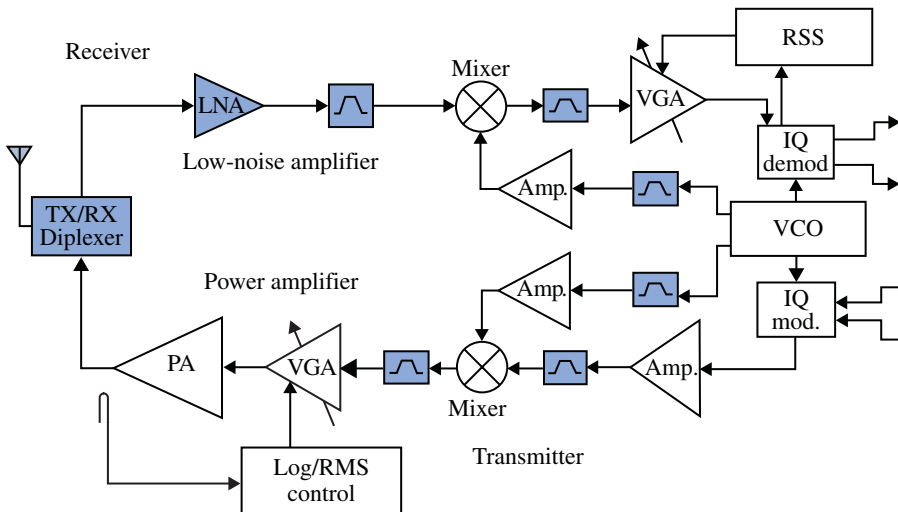 Receiver
RSS
Mixer
LNA
VGA
Low-noise amplifier
IQ
demod
Amp.
TX/RX
Diplexer
VCO
Power amplifier
Amp.
IQ
mod.
PA
VGA
Amp.
Mixer
Transmitter
Log/RMS
control